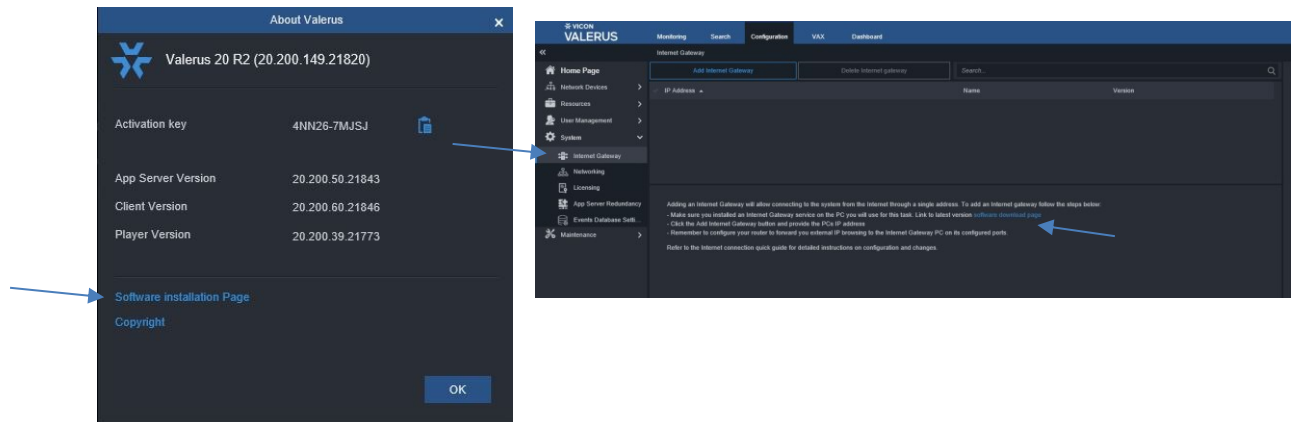 About Valerus
Valerus 20 R2 (20.200.149.21820)
Activation key 4NN26-7MJSJ
App Server Version 20.200.50.21843
Client Version 20.200.60.21846
Player Version 20.200.39.21773
Software installation Page
Copyright
OK
VICON
VALERUS
Monitoring Search Configuration VAX Dashboard
Internet Gateway
Home Page
Network Devices
Resources
User Management
System
Internet Gateway
Networking
Licensing
App Server Redundancy
Events Database Setti...
Maintenance
Add Internet Gateway Delete Internet gateway Search...
IP Address Name Version
Adding an Internet Gateway will allow connecting to the system from the Internet through a single address. To add an Internet gateway follow the steps below:
- Make sure you installed an Internet Gateway service on the PC you will use for this task. Link to latest version software download page
- Click the Add Internet Gateway button and provide the PCs IP address
- Remember to configure your router to forward you external IP browsing to the Internet Gateway PC on its configured ports.
Refer to the Internet connection quick guide for detailed instructions on configuration and changes.